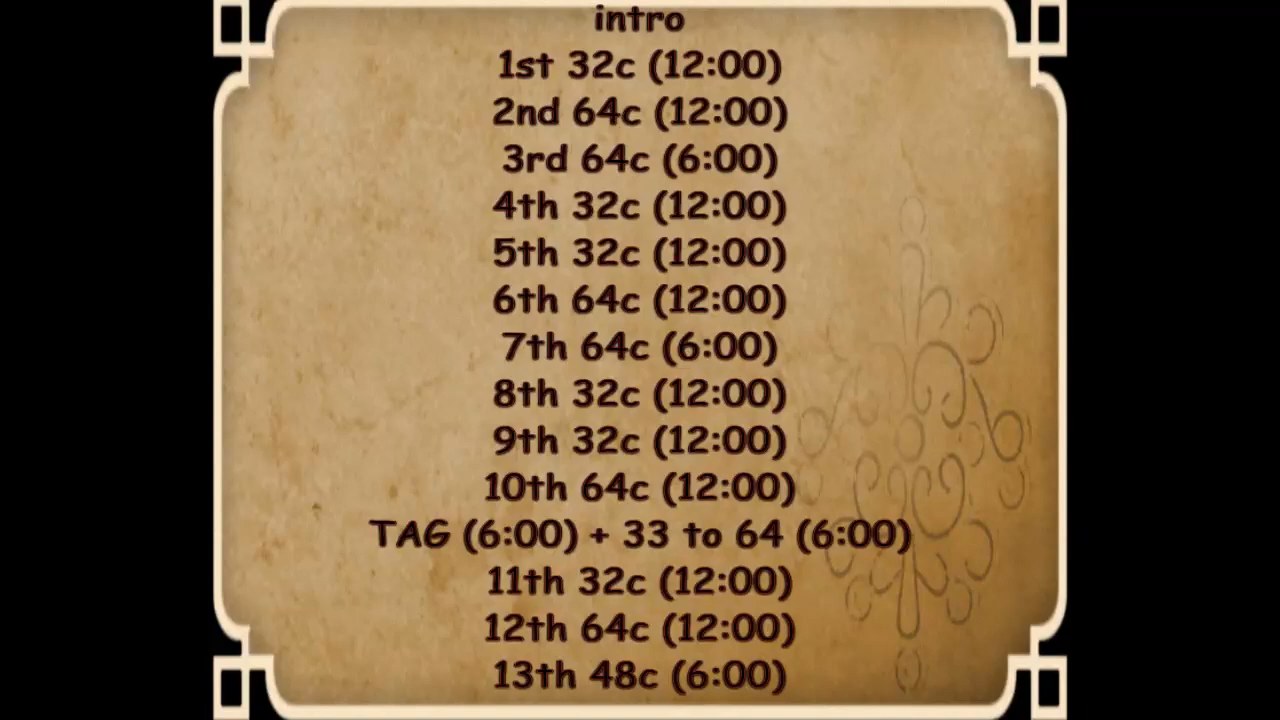 intro
1st 32c (12:00)
2nd 64c (12:00)
3rd 64c (6:00)
4th 32c (12:00)
5th 32c (12:00)
6th 64c (12:00)
7th 64c (6:00)
8th 32c (12:00)
9th 32c (12:00)
10th 64c (12:00)
TAG (6:00) + 33 to 64 (6:00)
11th 32c (12:00)
12th 64c (12:00)
13th 48c (6:00)